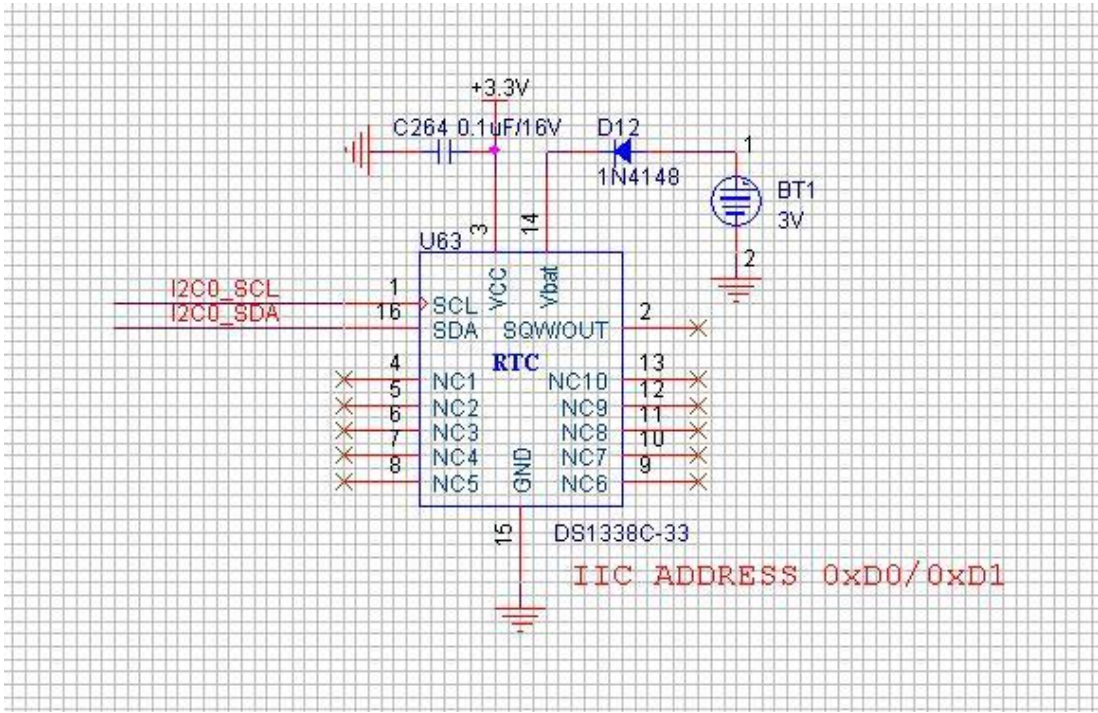 +3.3V
C264 0.1uF/16V
D12
1N4148
1
BT1
3V
2
3
14
U63
VCC
Vbat
I2C0_SCL
1
SCL
I2C0_SDA
16
SDA
SQW/OUT
2
RTC
4
NC1
NC10
13
5
NC2
NC9
12
6
NC3
NC8
11
7
NC4
NC7
10
8
NC5
NC6
9
GND
15
DS1338C-33
IIC ADDRESS 0xD0/0xD1